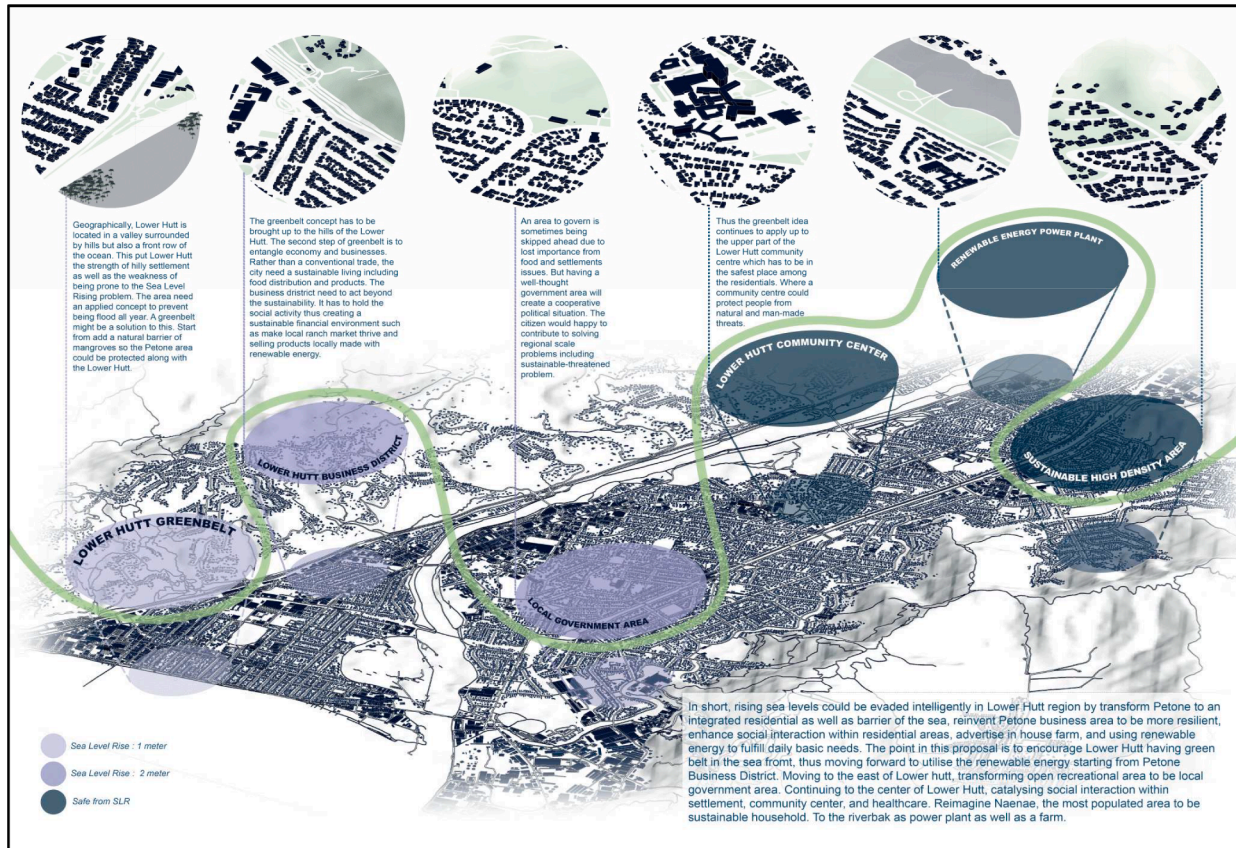 Geographically, Lower Hutt is
located in a valley surrounded
by hills but also a front row of
the ocean. This put Lower Hutt
the strength of hilly settlement
as well as the weakness of
being prone to the Sea Level
Rising problem. The area need
an applied concept to prevent
being flood all year. A greenbelt
might be a solution to this. Start
from add a natural barrier of
mangroves so the Petone area
could be protected along with
the Lower Hutt.
The greenbelt concept has to be
brought up to the hills of the Lower
Hutt. The second step of greenbelt is to
entangle economy and businesses.
Rather than a conventional trade, the
city need a sustainable living including
food distribution and products. The
business disrtrict need to act beyond
the sustainability. It has to hold the
social activity thus creating a
sustainable financial environment such
as make local ranch market thrive and
selling products locally made with
renewable energy.
An area to govern is
sometimes being
skipped ahead due to
lost importance from
food and settlements
issues. But having a
well-thought
government area will
create a cooperative
political situation. The
citizen would happy to
contribute to solving
regional scale
problems including
sustainable-threatened
problem.
Thus the greenbelt idea
continues to apply up to
the upper part of the
Lower Hutt community
centre which has to be in
the safest place among
the residentials. Where a
community centre could
protect people from
natural and man-made
threats.
RENEWABLE ENERGY POWER PLANT
LOWER HUTT COMMUNITY CENTER
LOWER HUTT BUSINESS DISTRICT
SUSTAINABLE HIGH DENSITY AREA
LOWER HUTT GREENBELT
LOCAL GOVERNMENT AREA
Sea Level Rise : 1 meter
Sea Level Rise : 2 meter
Safe from SLR
In short, rising sea levels could be evaded intelligently in Lower Hutt region by transform Petone to an
integrated residential as well as barrier of the sea, reinvent Petone business area to be more resilient,
enhance social interaction within residential areas, advertise in house farm, and using renewable
energy to fulfill daily basic needs. The point in this proposal is to encourage Lower Hutt having green
belt in the sea fromt, thus moving forward to utilise the renewable energy starting from Petone
Business District. Moving to the east of Lower hutt, transforming open recreational area to be local
government area. Continuing to the center of Lower Hutt, catalysing social interaction within
settlement, community center, and healthcare. Reimagine Naenae, the most populated area to be
sustainable household. To the riverbak as power plant as well as a farm.